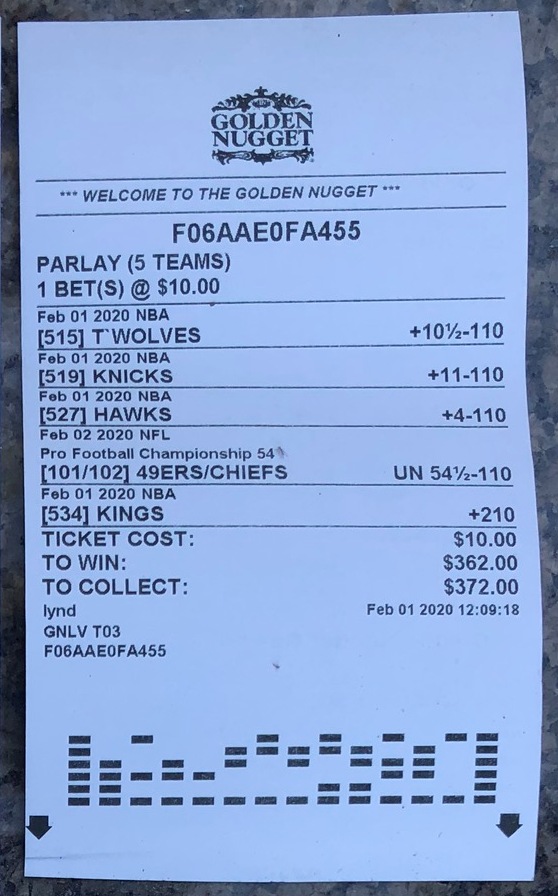 GOLDEN
NUGGET
*** WELCOME TO THE GOLDEN NUGGET ***
F06AAE0FA455
PARLAY (5 TEAMS)
1 BET(S) @ $10.00
Feb 01 2020 NBA
[515] T`WOLVES +10½-110
Feb 01 2020 NBA
[519] KNICKS +11-110
Feb 01 2020 NBA
[527] HAWKS +4-110
Feb 02 2020 NFL
Pro Football Championship 54
[101/102] 49ERS/CHIEFS UN 54½-110
Feb 01 2020 NBA
[534] KINGS +210
TICKET COST: $10.00
TO WIN: $362.00
TO COLLECT: $372.00
lynd Feb 01 2020 12:09:18
GNLV T03
F06AAE0FA455